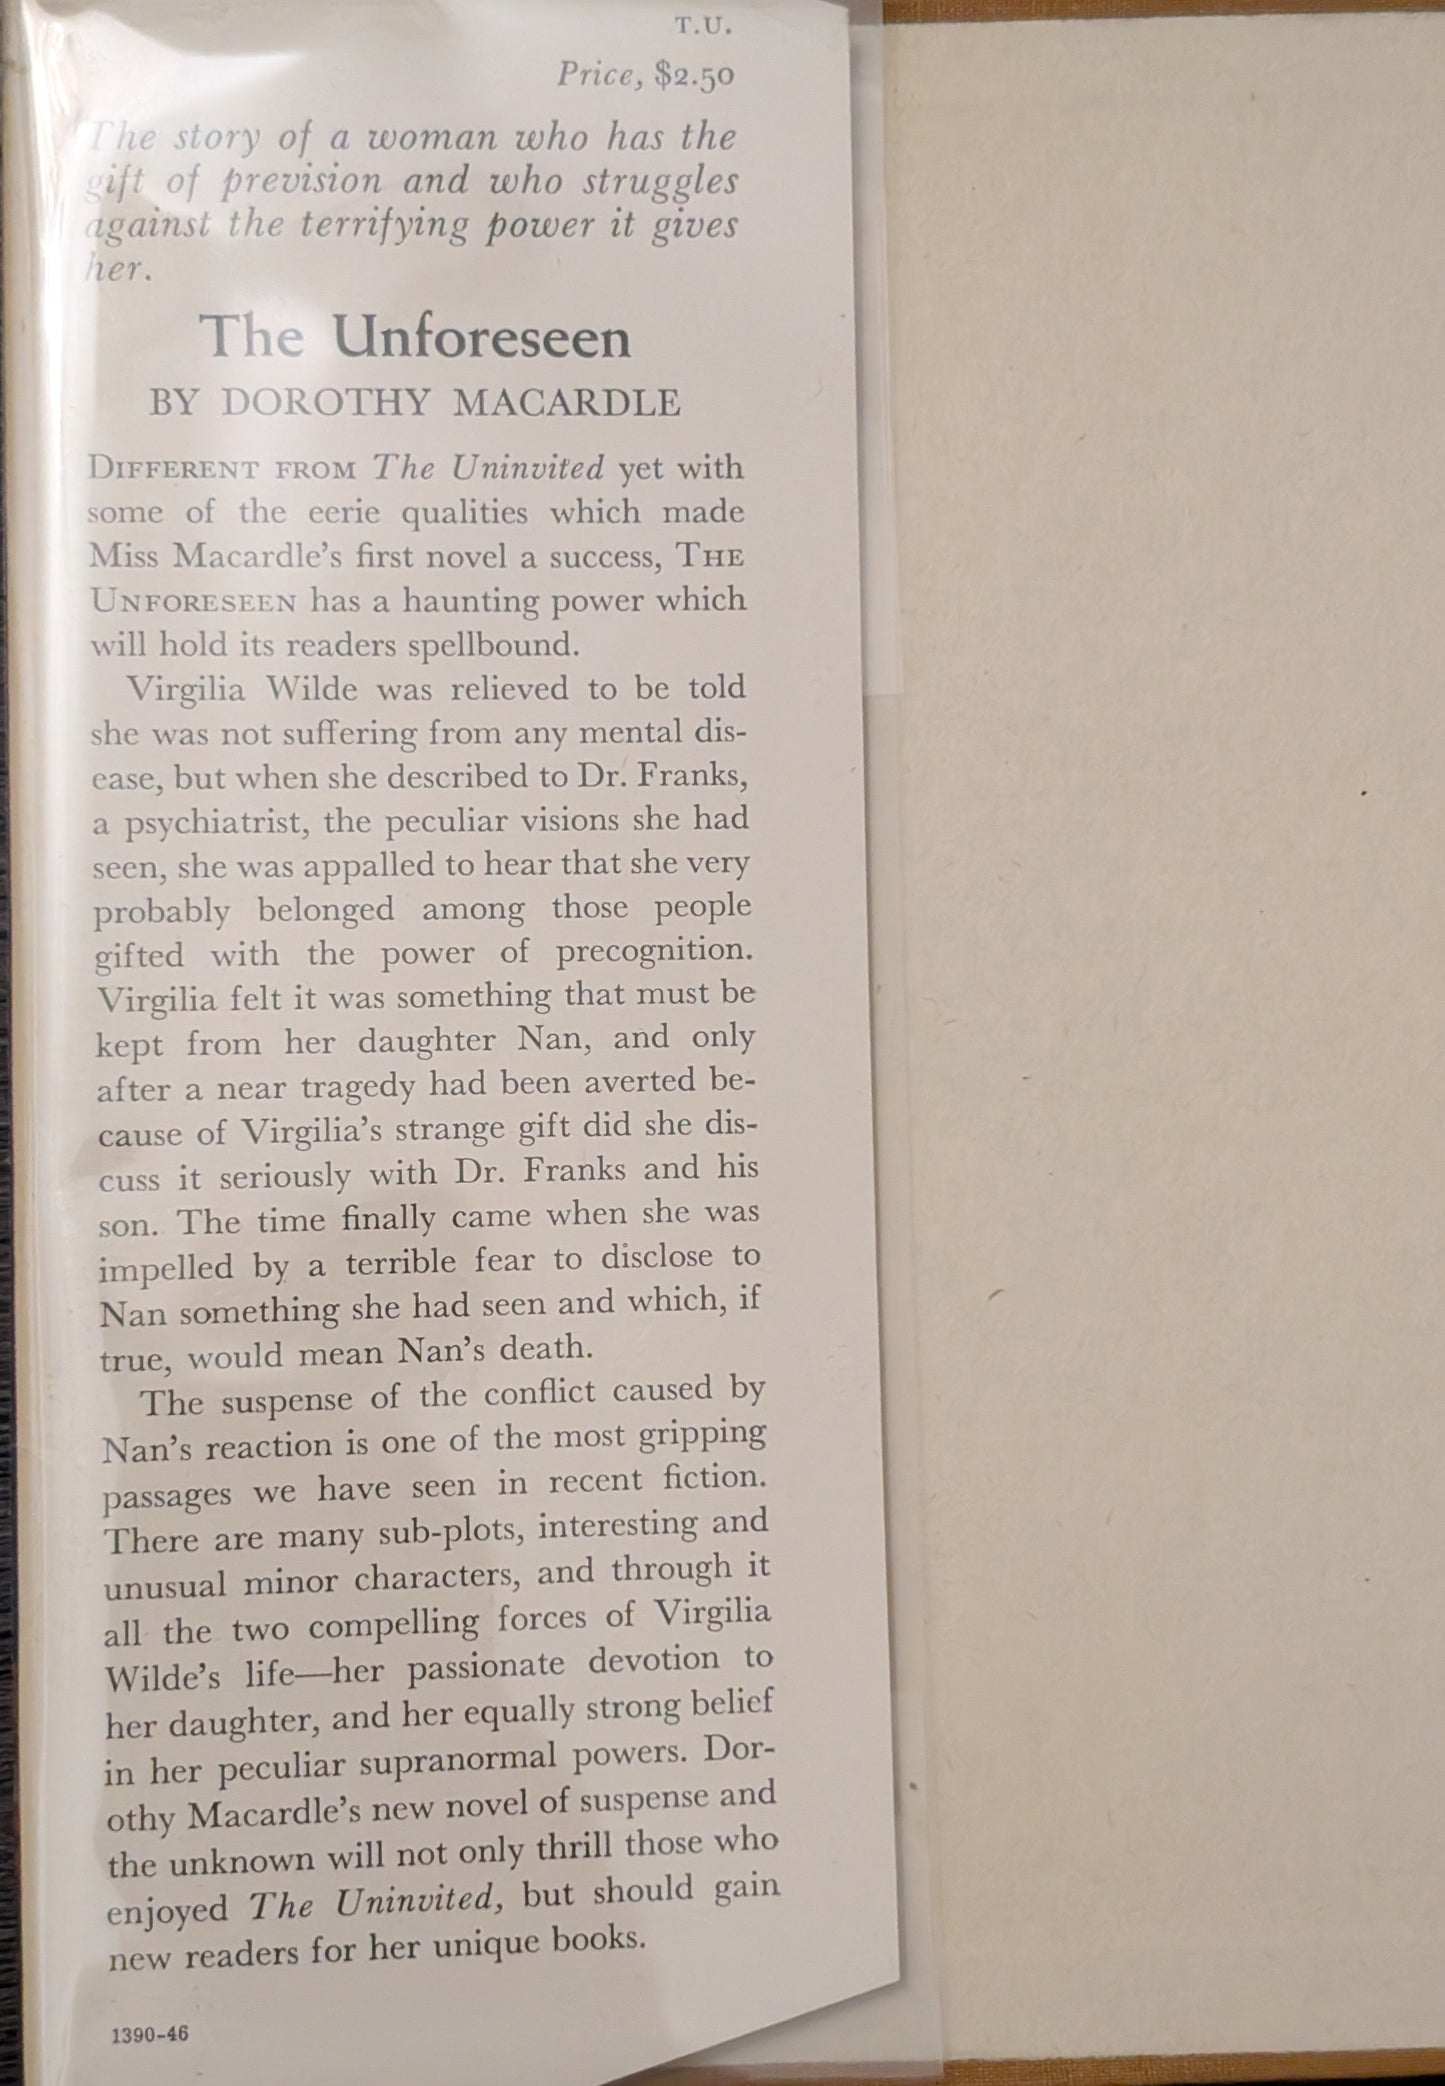 T.U.
Price, $2.50
The story of a woman who has the
gift of prevision and who struggles
against the terrifying power it gives
her.
The Unforeseen
BY DOROTHY MACARDLE
DIFFERENT FROM The Uninvited yet with
some of the eerie qualities which made
Miss Macardle's first novel a success, THE
UNFORESEEN has a haunting power which
will hold its readers spellbound.
Virgilia Wilde was relieved to be told
she was not suffering from any mental dis-
ease, but when she described to Dr. Franks,
a psychiatrist, the peculiar visions she had
seen, she was appalled to hear that she very
probably belonged among those people
gifted with the power of precognition.
Virgilia felt it was something that must be
kept from her daughter Nan, and only
after a near tragedy had been averted be-
cause of Virgilia's strange gift did she dis-
cuss it seriously with Dr. Franks and his
son. The time finally came when she was
impelled by a terrible fear to disclose to
Nan something she had seen and which, if
true, would mean Nan's death.
The suspense of the conflict caused by
Nan's reaction is one of the most gripping
passages we have seen in recent fiction.
There are many sub-plots, interesting and
unusual minor characters, and through it
all the two compelling forces of Virgilia
Wilde's life—her passionate devotion to
her daughter, and her equally strong belief
in her peculiar supranormal powers. Dor-
othy Macardle's new novel of suspense and
the unknown will not only thrill those who
enjoyed The Uninvited, but should gain
new readers for her unique books.
1390-46